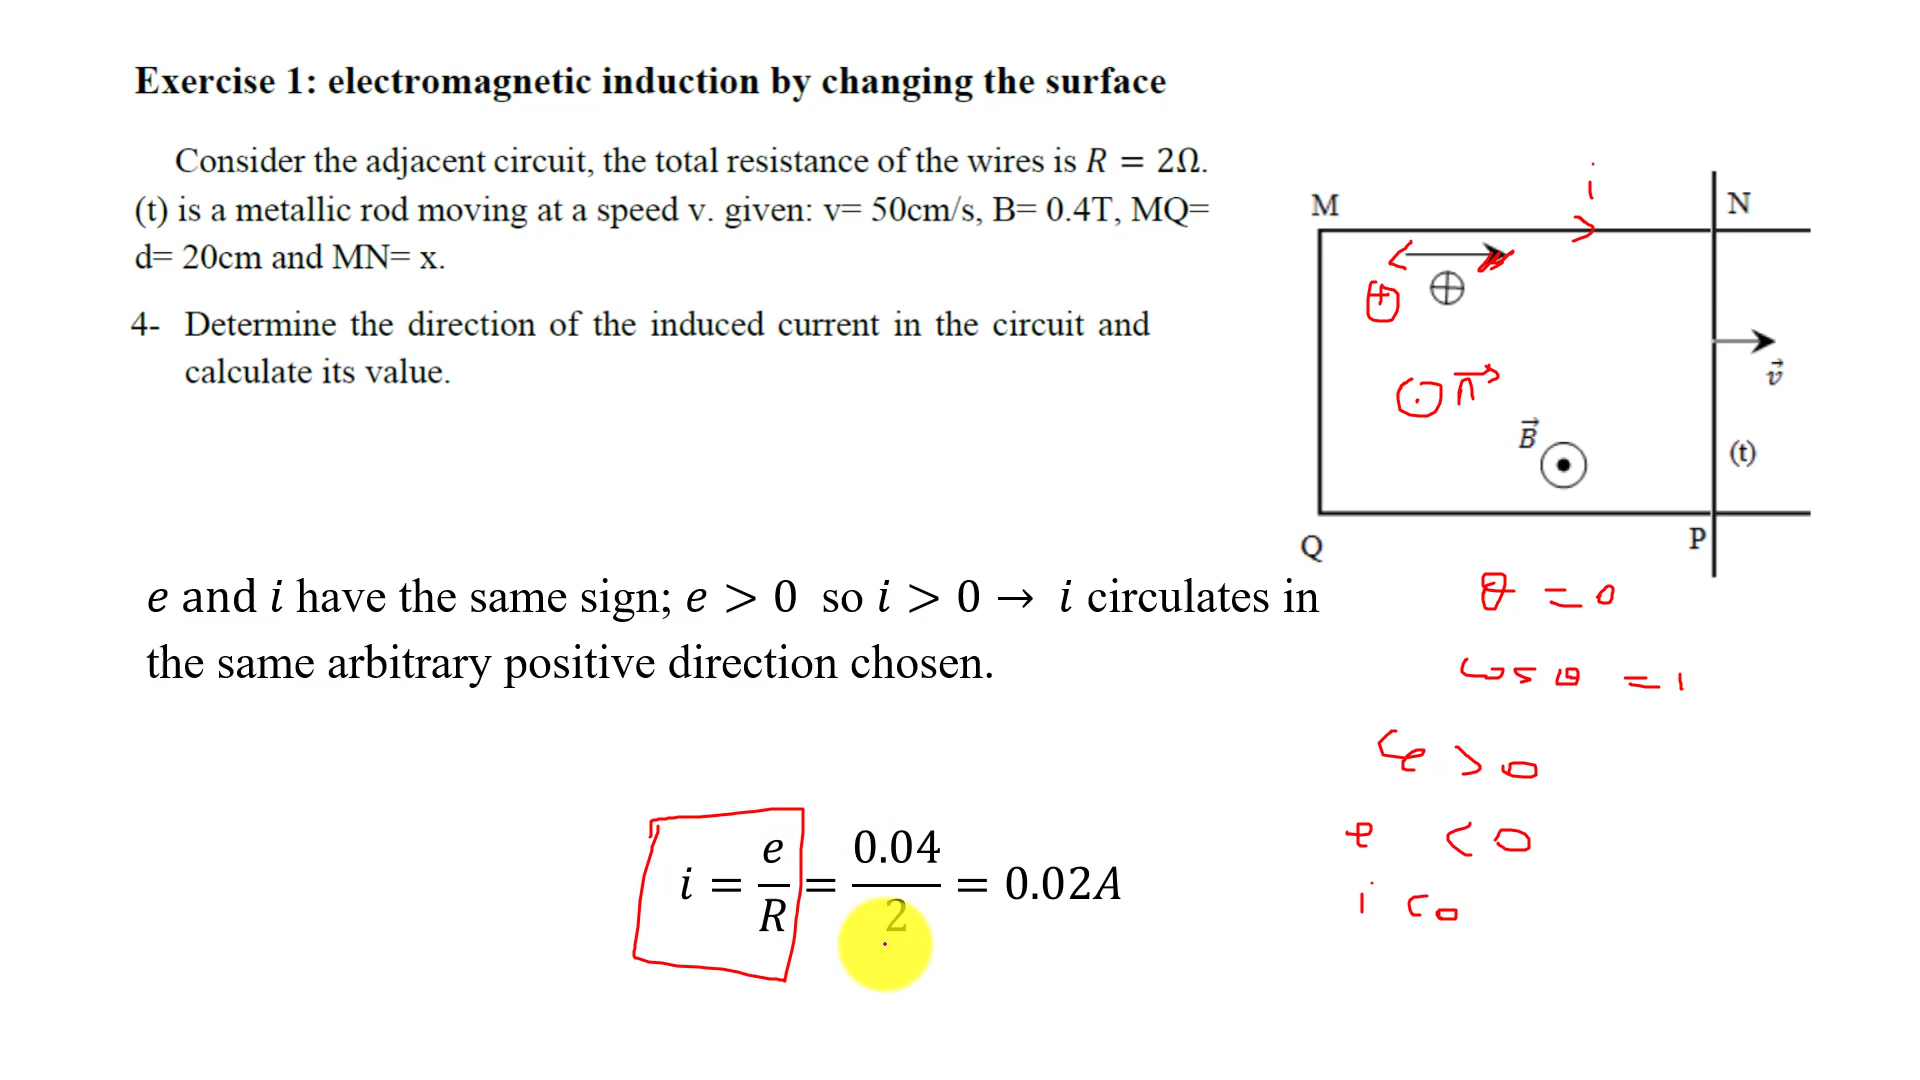 Exercise 1: electromagnetic induction by changing the surface
Consider the adjacent circuit, the total resistance of the wires is R = 2Ω.
(t) is a metallic rod moving at a speed v. given: v= 50cm/s, B= 0.4T, MQ=
d= 20cm and MN= x.
4- Determine the direction of the induced current in the circuit and
calculate its value.
i
M
N
+
n⃗
v⃗
B⃗
(t)
Q
P
e and i have the same sign; e > 0 so i > 0 → i circulates in
the same arbitrary positive direction chosen.
θ = 0
cos θ = 1
φ > 0
e < 0
i < 0
i = e/R = 0.04/2 = 0.02A